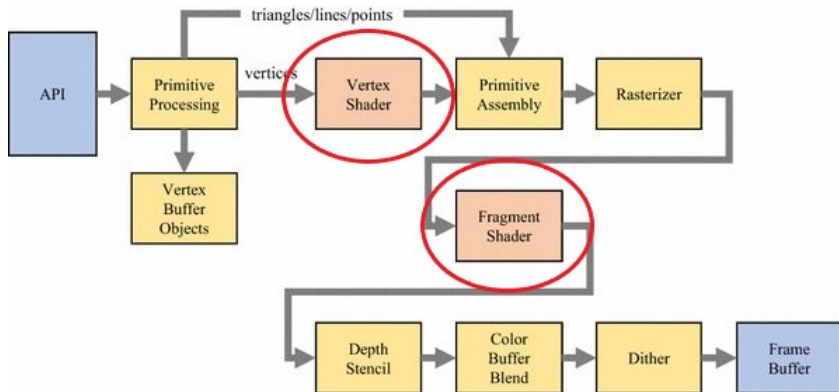 triangles/lines/points
API
Primitive
Processing
vertices
Vertex
Shader
Primitive
Assembly
Rasterizer
Vertex
Buffer
Objects
Fragment
Shader
Depth
Stencil
Color
Buffer
Blend
Dither
Frame
Buffer